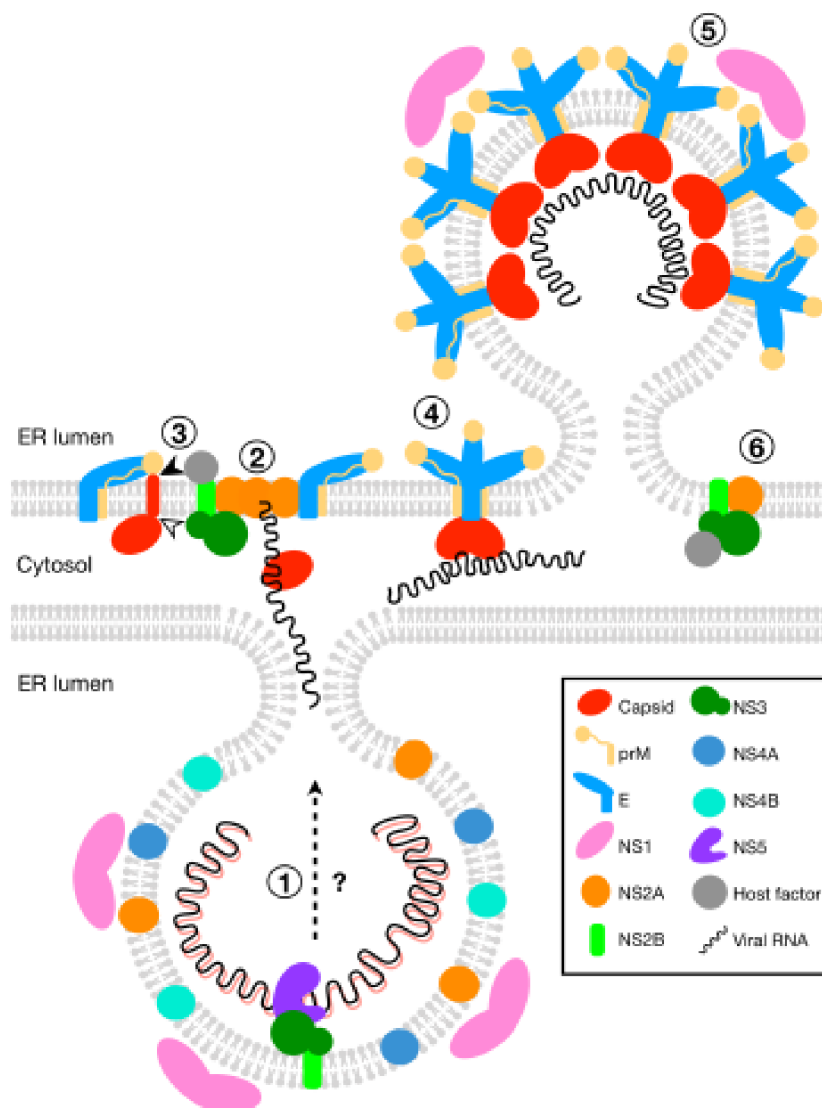 ⑤
④
ER lumen
③
②
⑥
Cytosol
ER lumen
①
?
Capsid
NS3
prM
NS4A
E
NS4B
NS1
NS5
NS2A
Host factor
NS2B
Viral RNA